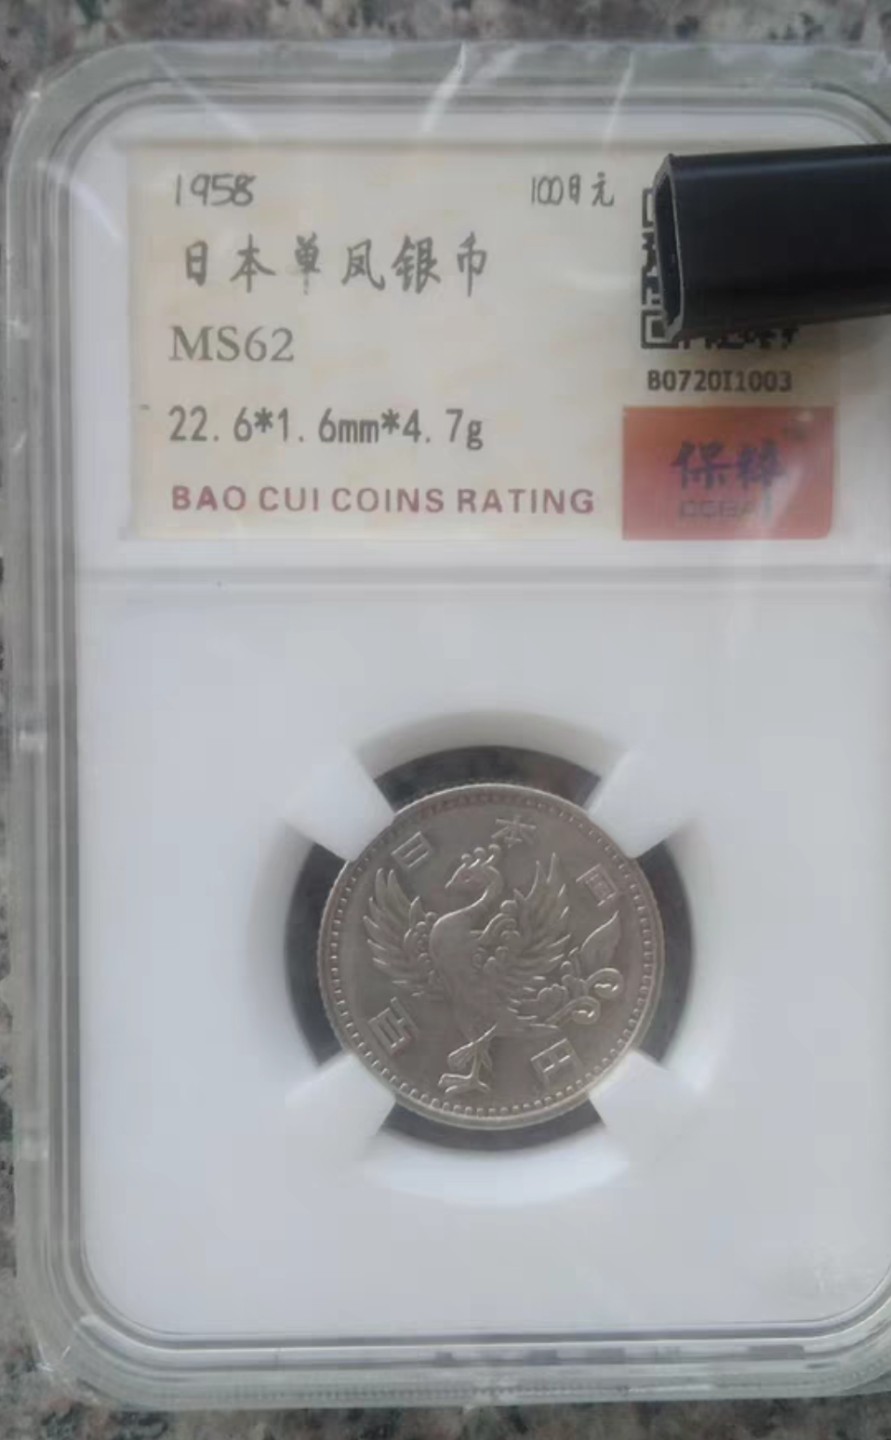 1958 100日元
日本单凤银币
MS62
B0720I1003
22.6*1.6mm*4.7g
保粹
BAO CUI COINS RATING
日本国
百円